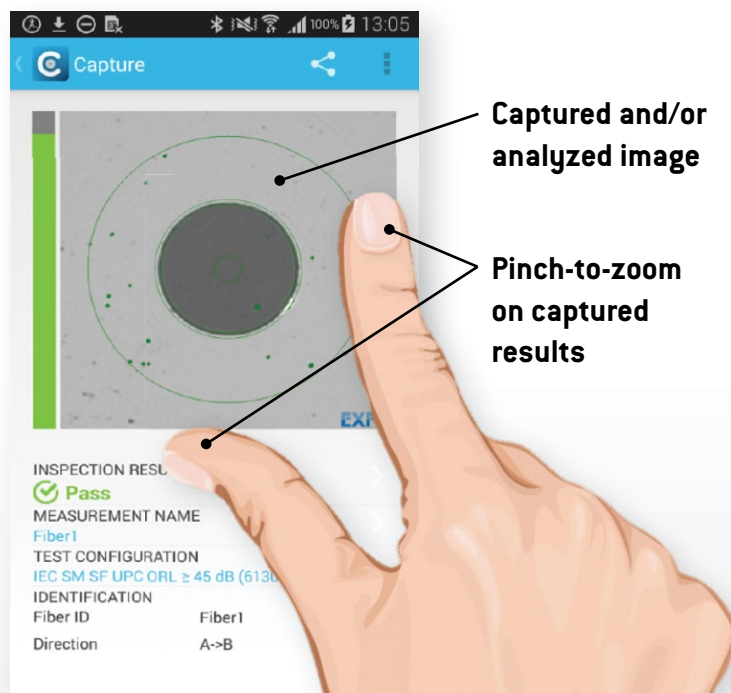 100% 13:05
Capture
Captured and/or
analyzed image
Pinch-to-zoom
on captured
results
EXF
INSPECTION RESU
Pass
MEASUREMENT NAME
Fiber1
TEST CONFIGURATION
IEC SM SF UPC ORL ≥ 45 dB (6130
IDENTIFICATION
Fiber ID Fiber1
Direction A->B